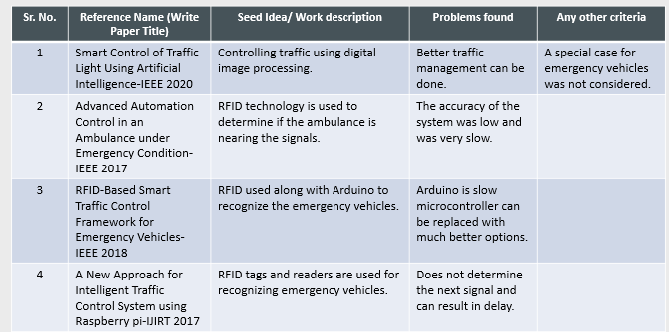 Sr. No.
Reference Name (Write
Paper Title)
Seed Idea/ Work description
Problems found
Any other criteria
1
Smart Control of Traffic
Light Using Artificial
Intelligence-IEEE 2020
Controlling traffic using digital
image processing.
Better traffic
management can be
done.
A special case for
emergency vehicles
was not considered.
2
Advanced Automation
Control in an
Ambulance under
Emergency Condition-
IEEE 2017
RFID technology is used to
determine if the ambulance is
nearing the signals.
The accuracy of the
system was low and
was very slow.
3
RFID-Based Smart
Traffic Control
Framework for
Emergency Vehicles-
IEEE 2018
RFID used along with Arduino to
recognize the emergency vehicles.
Arduino is slow
microcontroller can
be replaced with
much better options.
4
A New Approach for
Intelligent Traffic
Control System using
Raspberry pi-IJIRT 2017
RFID tags and readers are used for
recognizing emergency vehicles.
Does not determine
the next signal and
can result in delay.